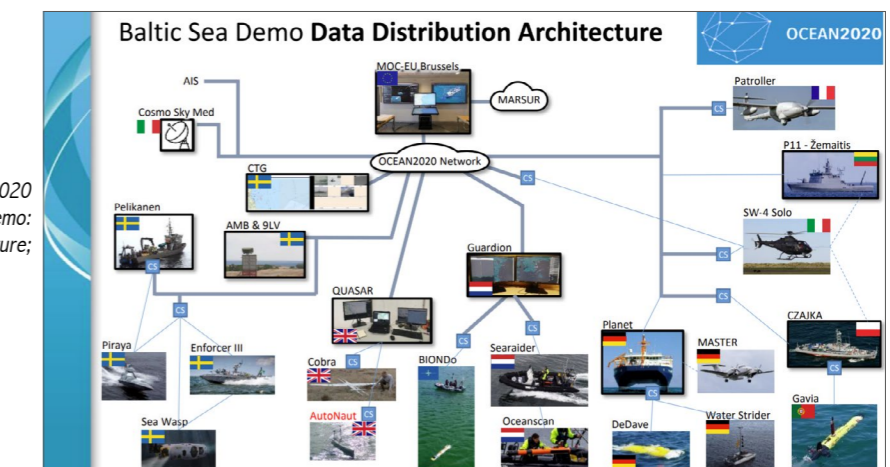 Baltic Sea Demo Data Distribution Architecture
OCEAN2020
MOC-EU Brussels
AIS
MARSUR
Patroller
Cosmo Sky Med
CS
P11 - Žemaitis
OCEAN2020 Network
CTG
CS
2020
emo:
ure;
Pelikanen
AMB & 9LV
SW-4 Solo
Guardion
CS
CS
QUASAR
CS
CS
Planet
CZAJKA
CS
CS
Piraya
Enforcer III
Cobra
CS
BIONDo
Searaider
MASTER
CS
CS
Gavia
AutoNaut
CS
Sea Wasp
Oceanscan
DeDave
Water Strider